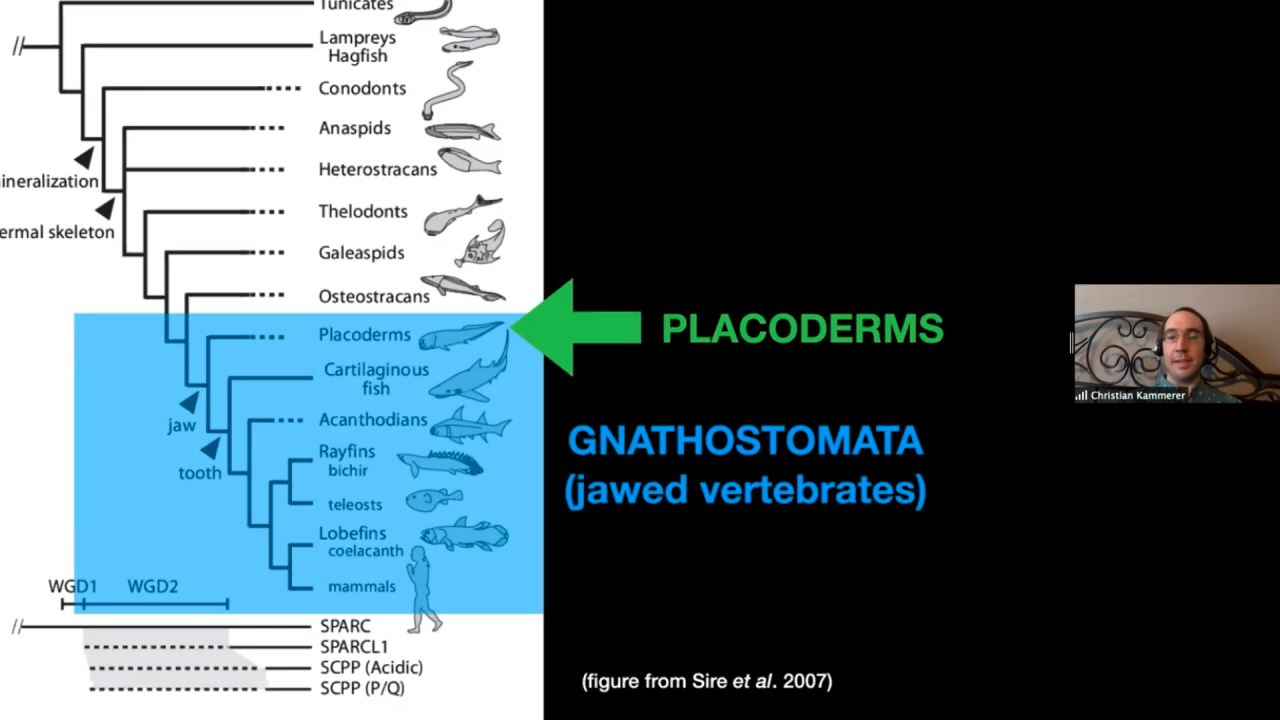 Tunicates
Lampreys
Hagfish
Conodonts
Anaspids
ineralization
Heterostracans
Thelodonts
ermal skeleton
Galeaspids
Osteostracans
Placoderms
PLACODERMS
Cartilaginous
fish
jaw
Acanthodians
GNATHOSTOMATA
(jawed vertebrates)
tooth
Rayfins
bichir
teleosts
Lobefins
coelacanth
mammals
WGD1 WGD2
SPARC
SPARCL1
SCPP (Acidic)
SCPP (P/Q)
(figure from Sire et al. 2007)
Christian Kammerer